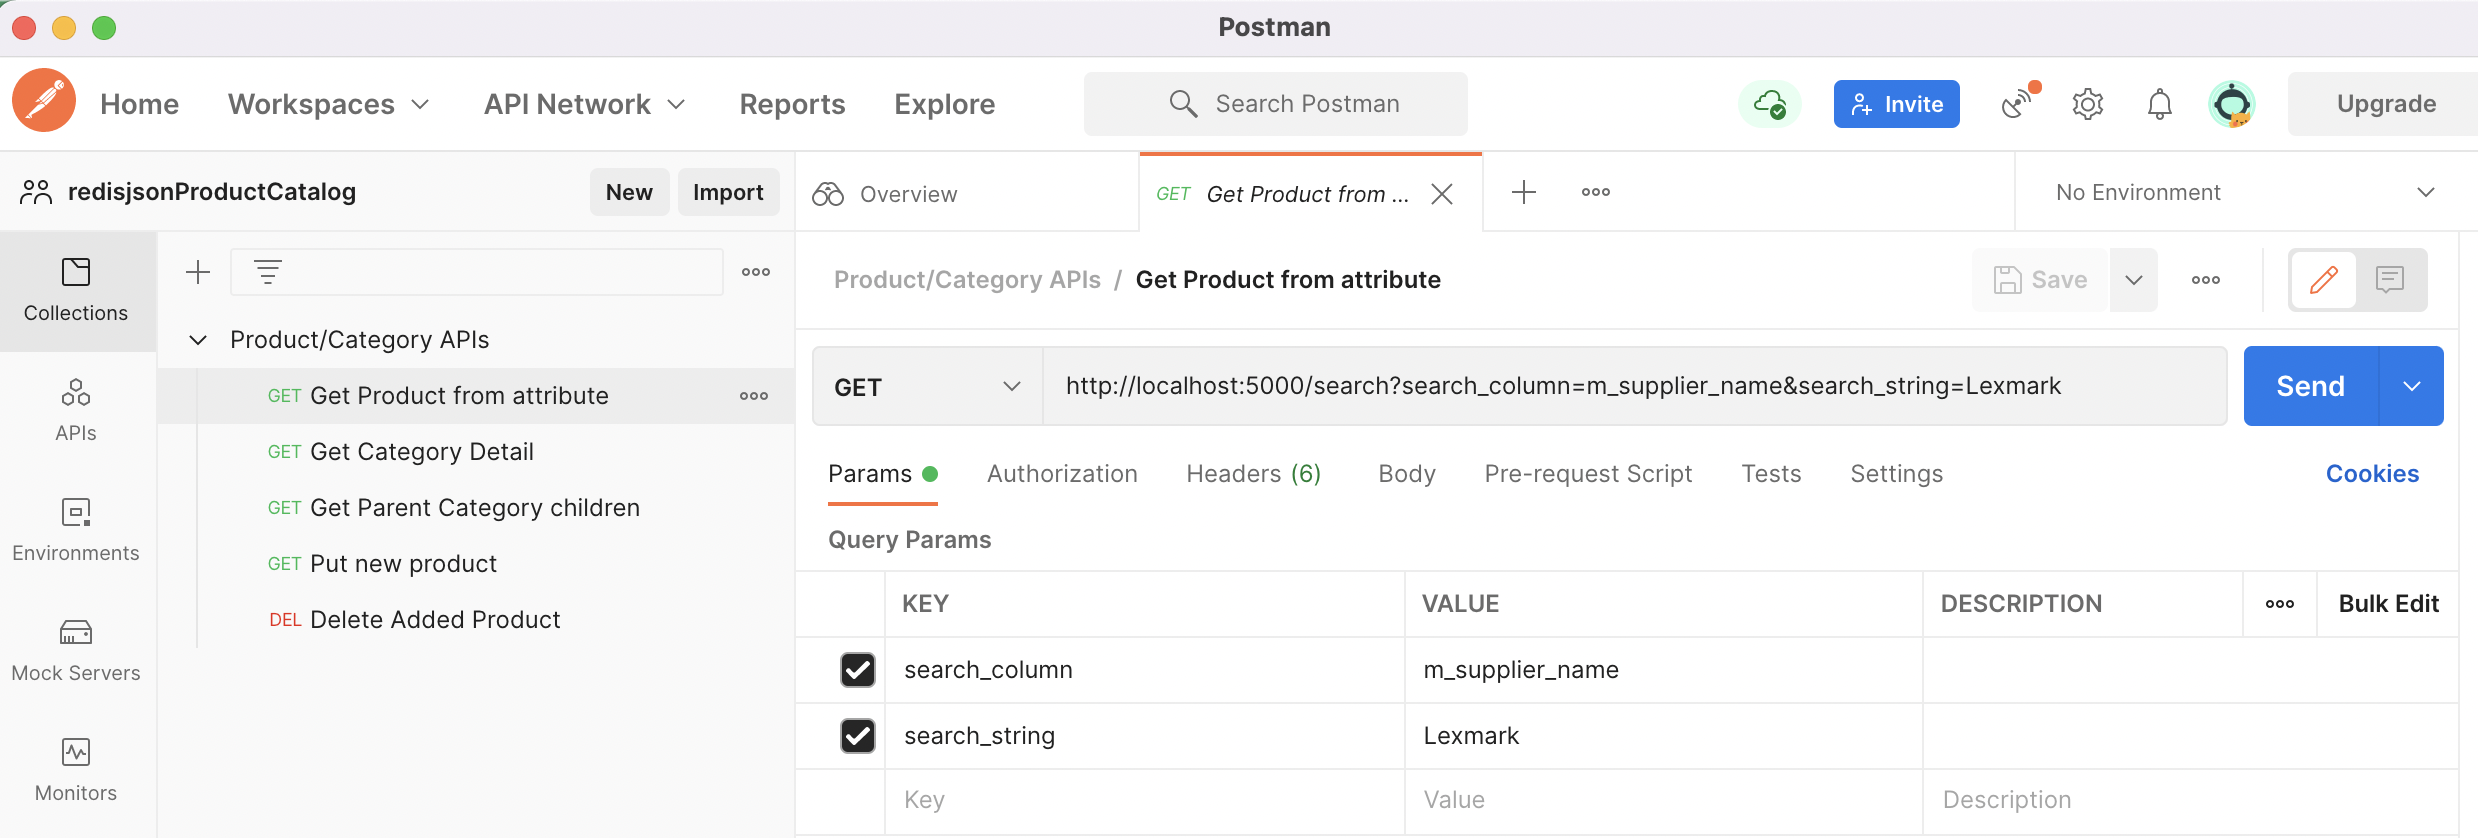 Postman
Home Workspaces API Network Reports Explore Search Postman Invite Upgrade
redisjsonProductCatalog New Import Overview GET Get Product from ... No Environment
Collections
Product/Category APIs / Get Product from attribute Save
Product/Category APIs
GET Get Product from attribute
GET Get Category Detail
GET Get Parent Category children
GET Put new product
DEL Delete Added Product
APIs
Environments
Mock Servers
Monitors
GET http://localhost:5000/search?search_column=m_supplier_name&search_string=Lexmark Send
Params Authorization Headers (6) Body Pre-request Script Tests Settings Cookies
Query Params
KEY VALUE DESCRIPTION Bulk Edit
search_column m_supplier_name
search_string Lexmark
Key Value Description